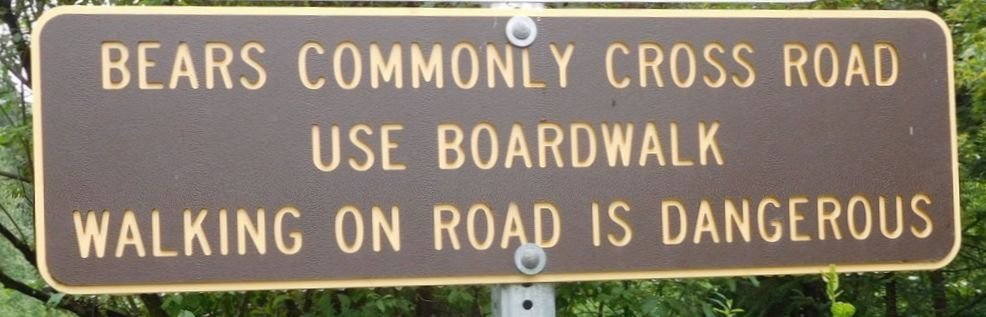 BEARS COMMONLY CROSS ROAD
USE BOARDWALK
WALKING ON ROAD IS DANGEROUS